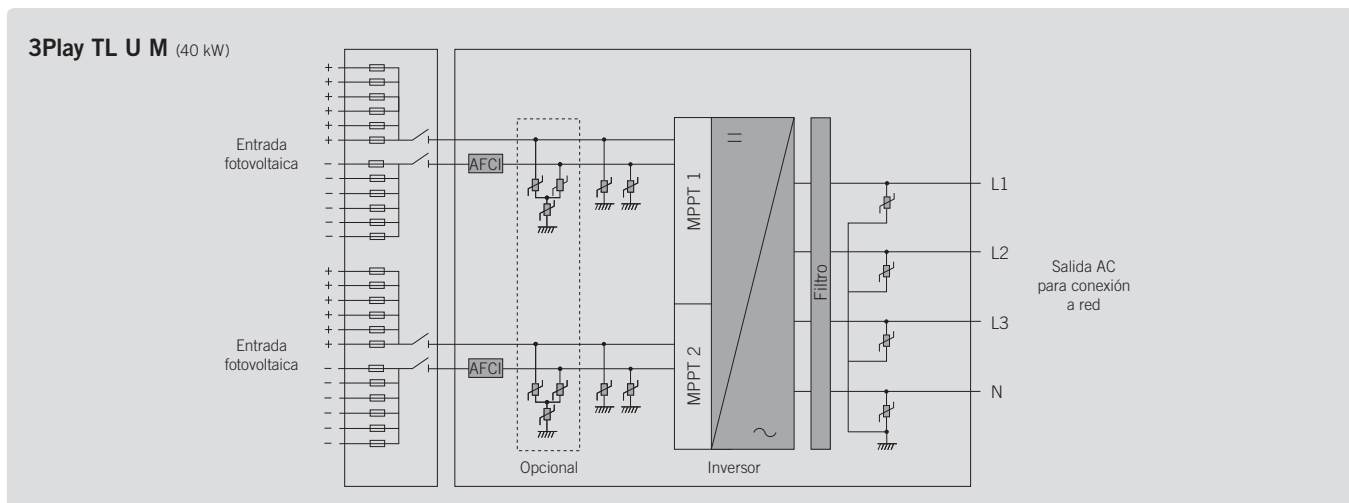 3Play TL U M (40 kW)
+
+
+
+
+
+
Entrada
fotovoltaica
−
−
−
−
−
−
AFCI
MPPT 1
+
+
+
+
+
+
Entrada
fotovoltaica
−
−
−
−
−
−
AFCI
MPPT 2
Opcional
Inversor
Filtro
L1
L2
L3
N
Salida AC
para conexión
a red